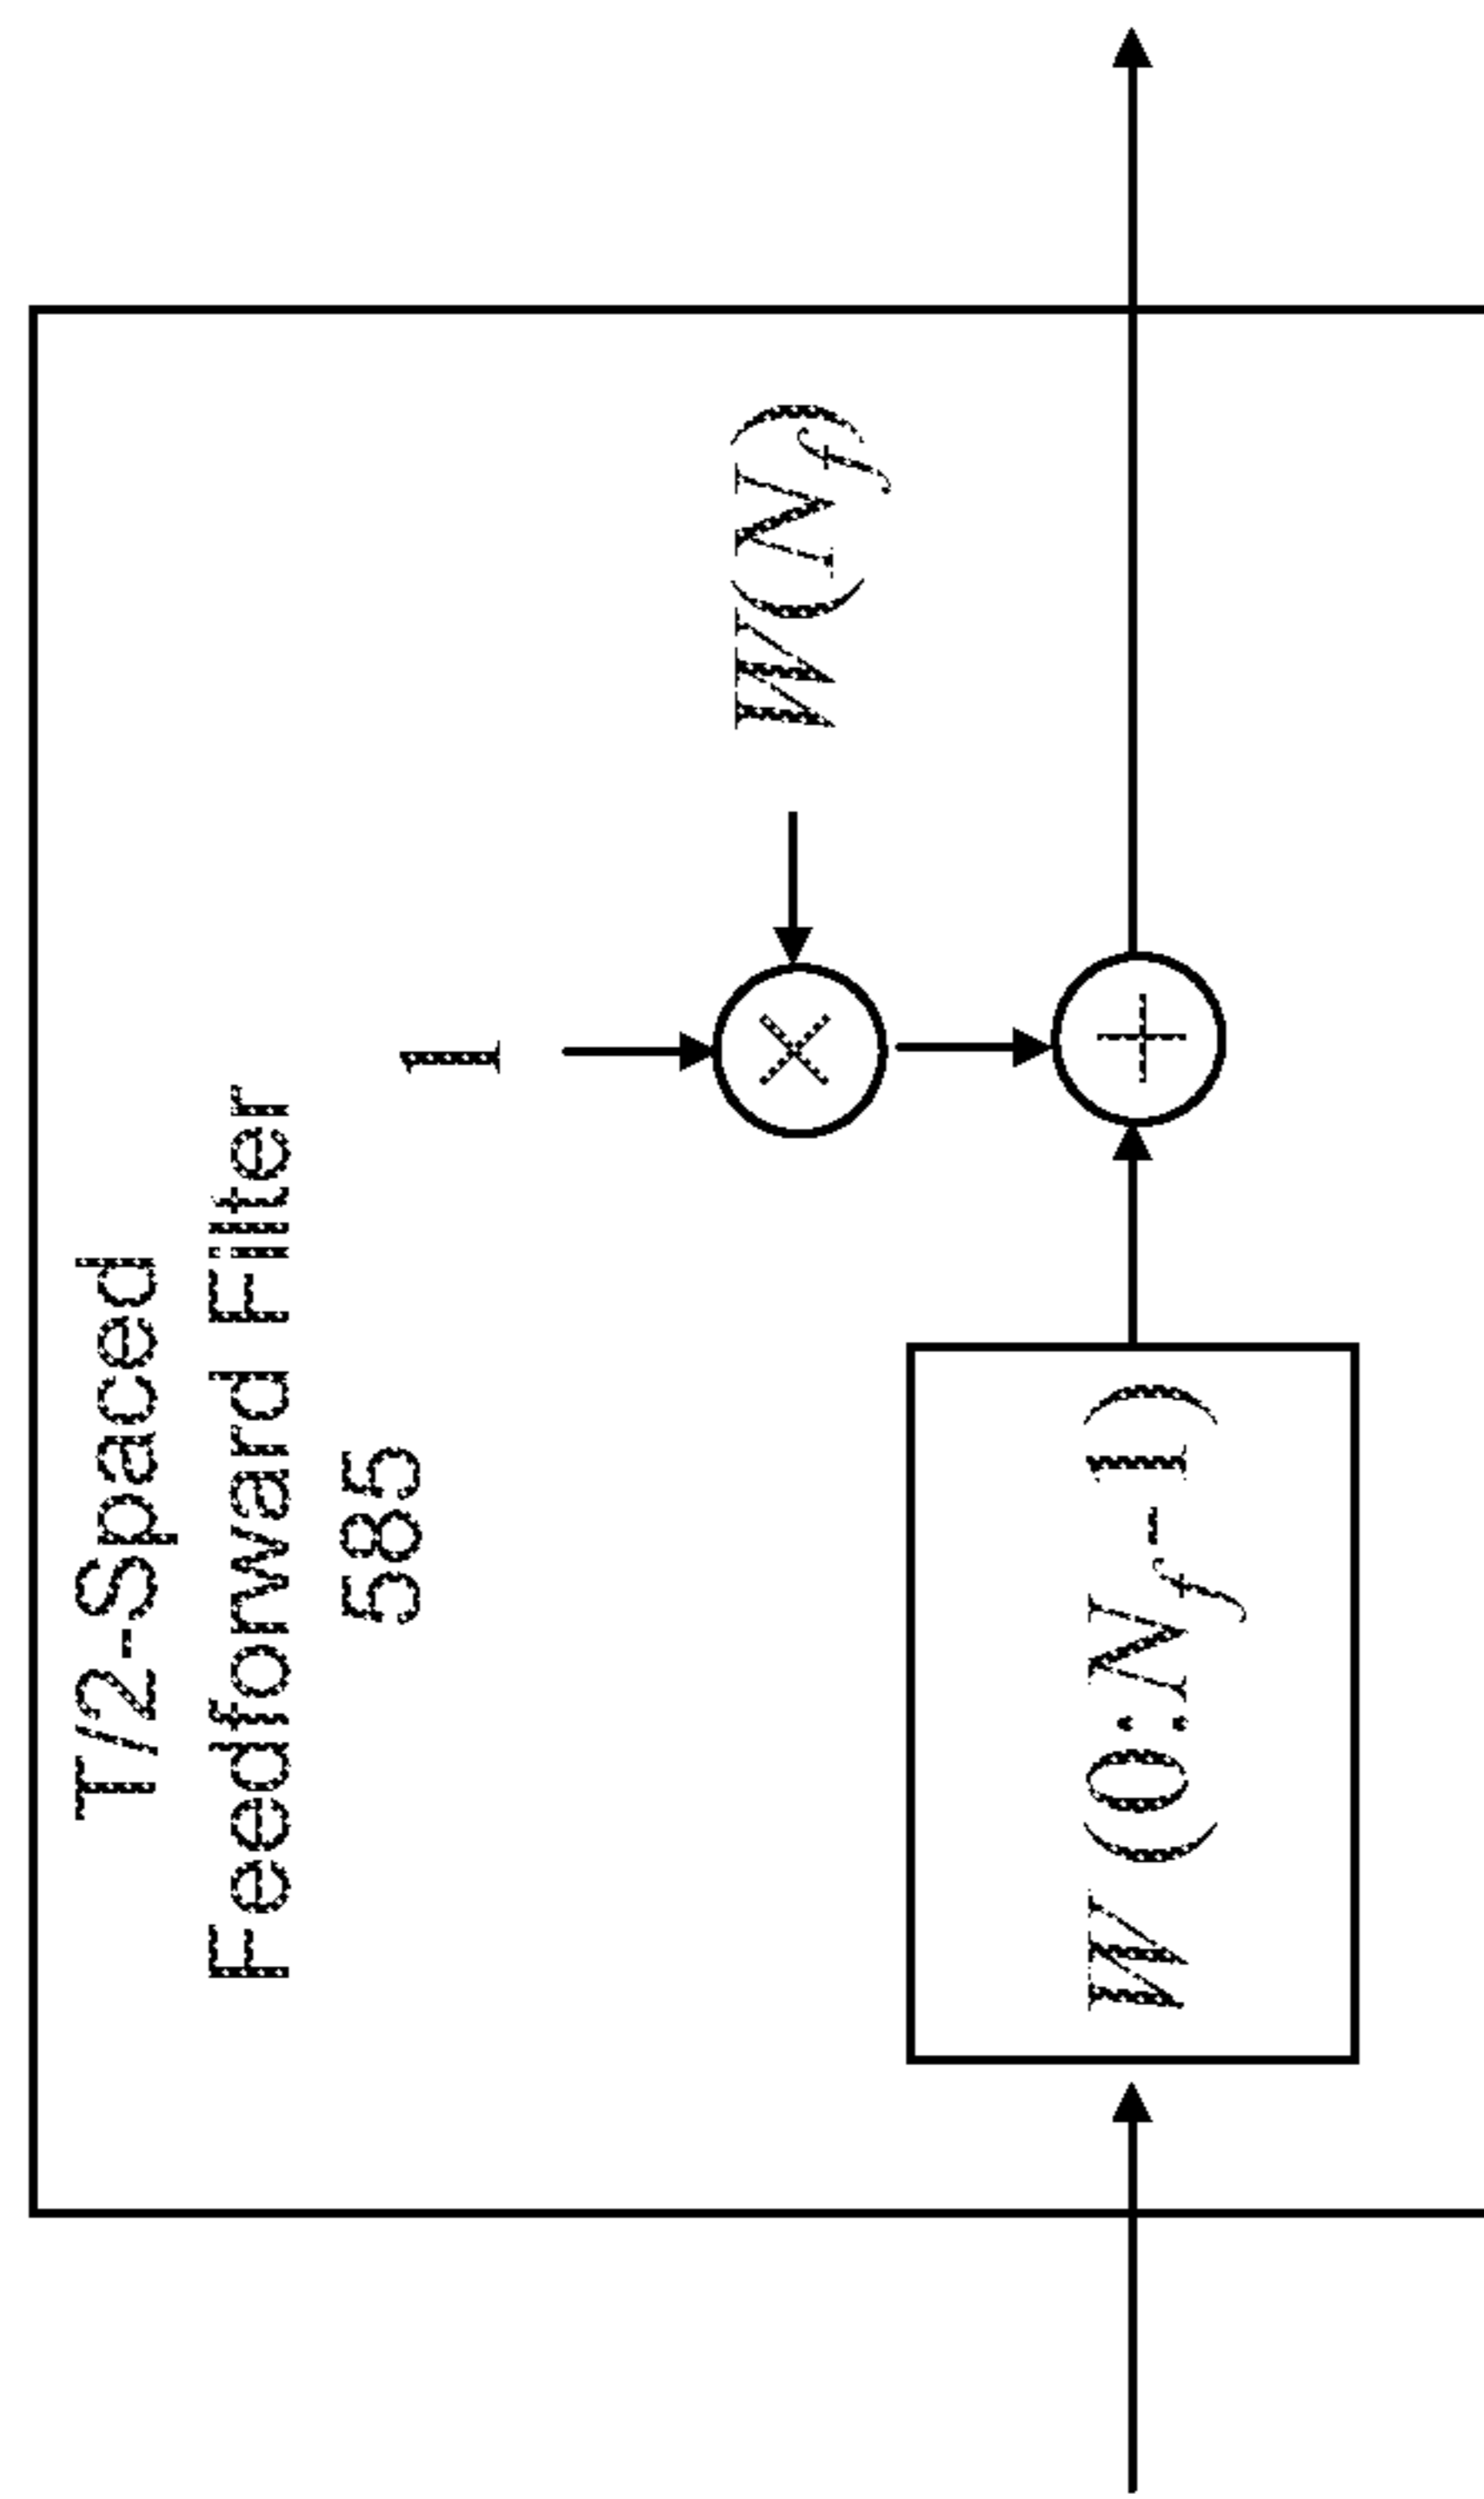 T/2-Spaced
Feedforward Filter
585
1
×
W(N_f)
+
W (0:N_f-1)